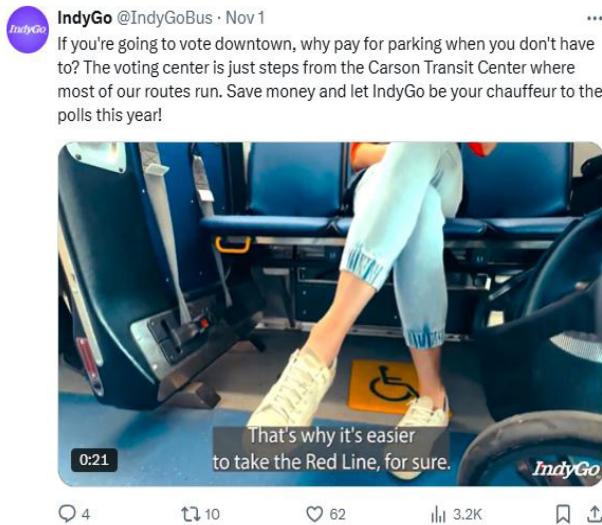 IndyGo
IndyGo @IndyGoBus · Nov 1
If you're going to vote downtown, why pay for parking when you don't have
to? The voting center is just steps from the Carson Transit Center where
most of our routes run. Save money and let IndyGo be your chauffeur to the
polls this year!
That's why it's easier
to take the Red Line, for sure.
0:21
IndyGo
4 10 62 3.2K